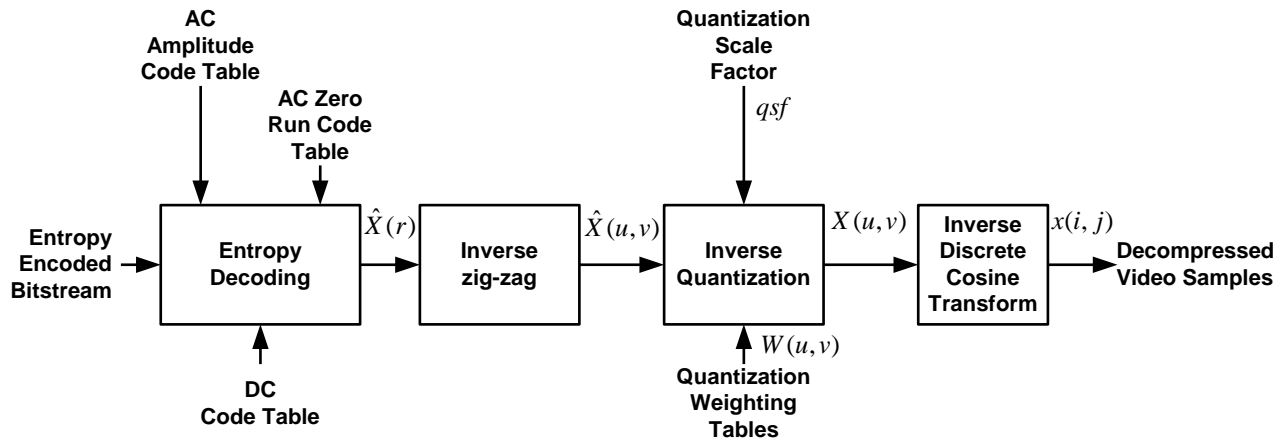 AC
Amplitude
Code Table
AC Zero
Run Code
Table
Quantization
Scale
Factor
qsf
Entropy
Encoded
Bitstream
Entropy
Decoding
X̂(r)
Inverse
zig-zag
X̂(u,v)
Inverse
Quantization
X(u,v)
Inverse
Discrete
Cosine
Transform
x(i, j)
Decompressed
Video Samples
DC
Code Table
W(u,v)
Quantization
Weighting
Tables